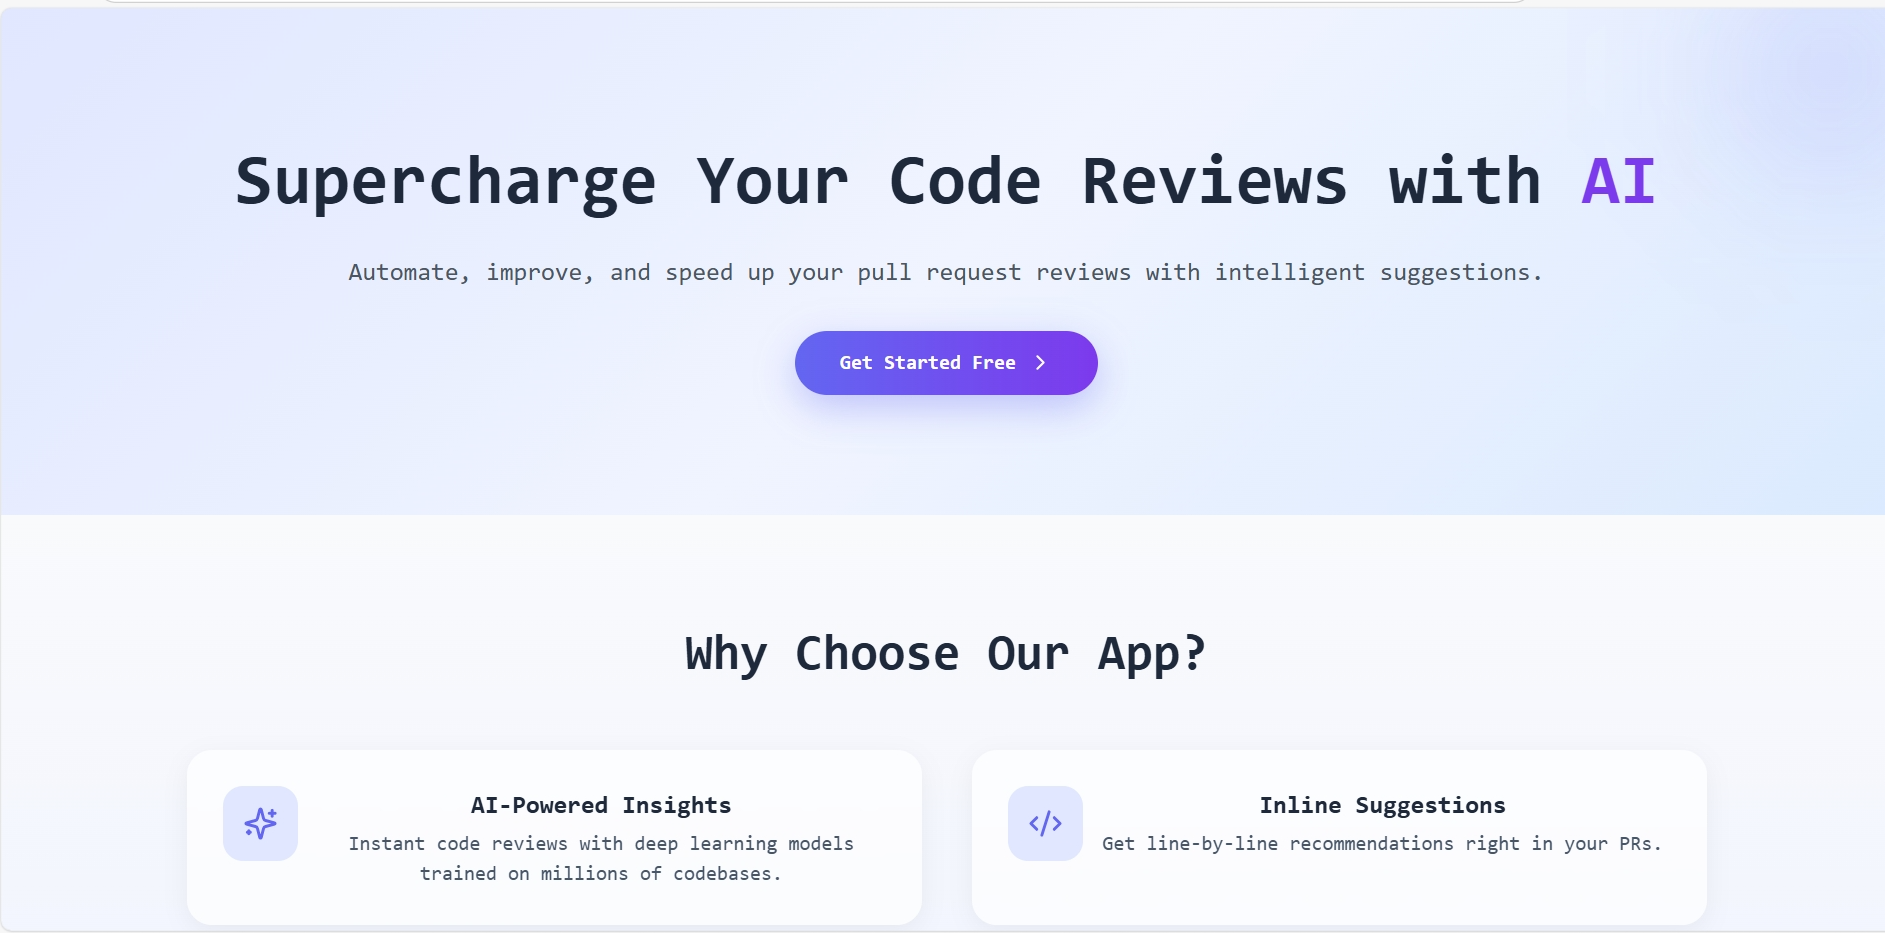 Supercharge Your Code Reviews with AI
Automate, improve, and speed up your pull request reviews with intelligent suggestions.
Get Started Free
Why Choose Our App?
AI-Powered Insights
Instant code reviews with deep learning models
trained on millions of codebases.
Inline Suggestions
Get line-by-line recommendations right in your PRs.